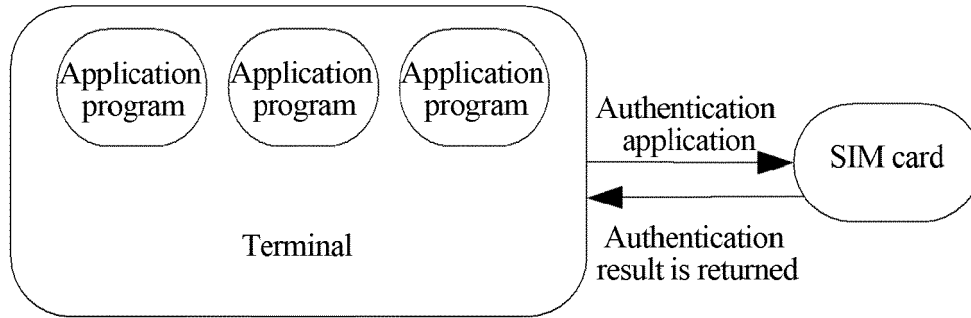 Application
program
Application
program
Application
program
Authentication
application
SIM card
Terminal
Authentication
result is returned